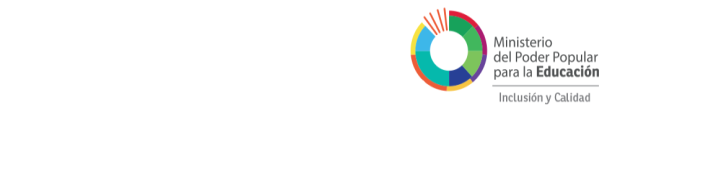 Ministerio
del Poder Popular
para la Educación
Inclusión y Calidad